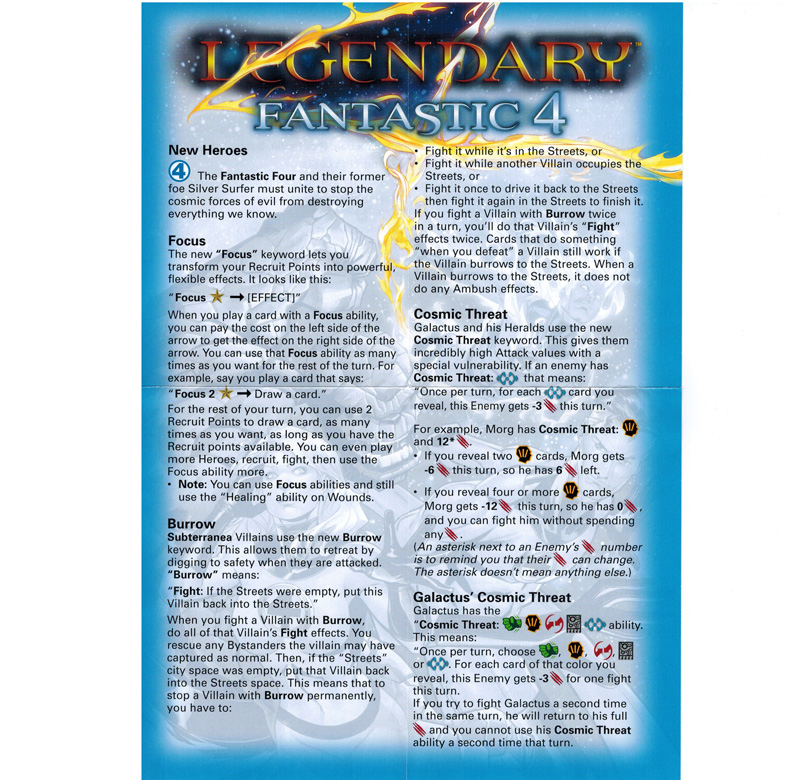 LEGENDARY™
FANTASTIC 4
New Heroes
4 The Fantastic Four and their former
foe Silver Surfer must unite to stop the
cosmic forces of evil from destroying
everything we know.
Focus
The new "Focus" keyword lets you
transform your Recruit Points into powerful,
flexible effects. It looks like this:
"Focus ★ → [EFFECT]"
When you play a card with a Focus ability,
you can pay the cost on the left side of the
arrow to get the effect on the right side of the
arrow. You can use that Focus ability as many
times as you want for the rest of the turn. For
example, say you play a card that says:
"Focus 2 ★ → Draw a card."
For the rest of your turn, you can use 2
Recruit Points to draw a card, as many
times as you want, as long as you have the
Recruit points available. You can even play
more Heroes, recruit, fight, then use the
Focus ability more.
• Note: You can use Focus abilities and still
use the "Healing" ability on Wounds.
Burrow
Subterranea Villains use the new Burrow
keyword. This allows them to retreat by
digging to safety when they are attacked.
"Burrow" means:
"Fight: If the Streets were empty, put this
Villain back into the Streets."
When you fight a Villain with Burrow,
do all of that Villain's Fight effects. You
rescue any Bystanders the villain may have
captured as normal. Then, if the "Streets"
city space was empty, put that Villain back
into the Streets space. This means that to
stop a Villain with Burrow permanently,
you have to:
• Fight it while it's in the Streets, or
• Fight it while another Villain occupies the
Streets, or
• Fight it once to drive it back to the Streets
then fight it again in the Streets to finish it.
If you fight a Villain with Burrow twice
in a turn, you'll do that Villain's "Fight"
effects twice. Cards that do something
"when you defeat" a Villain still work if
the Villain burrows to the Streets. When a
Villain burrows to the Streets, it does not
do any Ambush effects.
Cosmic Threat
Galactus and his Heralds use the new
Cosmic Threat keyword. This gives them
incredibly high Attack values with a
special vulnerability. If an enemy has
Cosmic Threat: that means:
"Once per turn, for each card you
reveal, this Enemy gets -3 this turn."
For example, Morg has Cosmic Threat:
and 12* .
• If you reveal two cards, Morg gets
-6 this turn, so he has 6 left.
• If you reveal four or more cards,
Morg gets -12 this turn, so he has 0 ,
and you can fight him without spending
any .
(An asterisk next to an Enemy's number
is to remind you that their can change.
The asterisk doesn't mean anything else.)
Galactus' Cosmic Threat
Galactus has the
"Cosmic Threat: ability.
This means:
"Once per turn, choose , , ,
or . For each card of that color you
reveal, this Enemy gets -3 for one fight
this turn.
If you try to fight Galactus a second time
in the same turn, he will return to his full
and you cannot use his Cosmic Threat
ability a second time that turn.